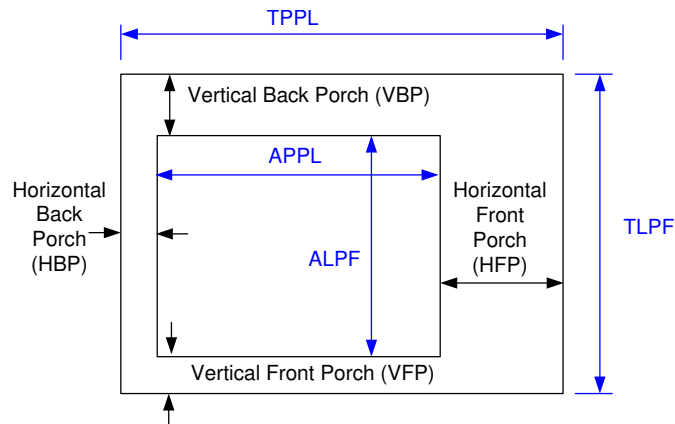 TPPL
Vertical Back Porch (VBP)
APPL
Horizontal
Back
Porch
(HBP)
Horizontal
Front
Porch
(HFP)
TLPF
ALPF
Vertical Front Porch (VFP)